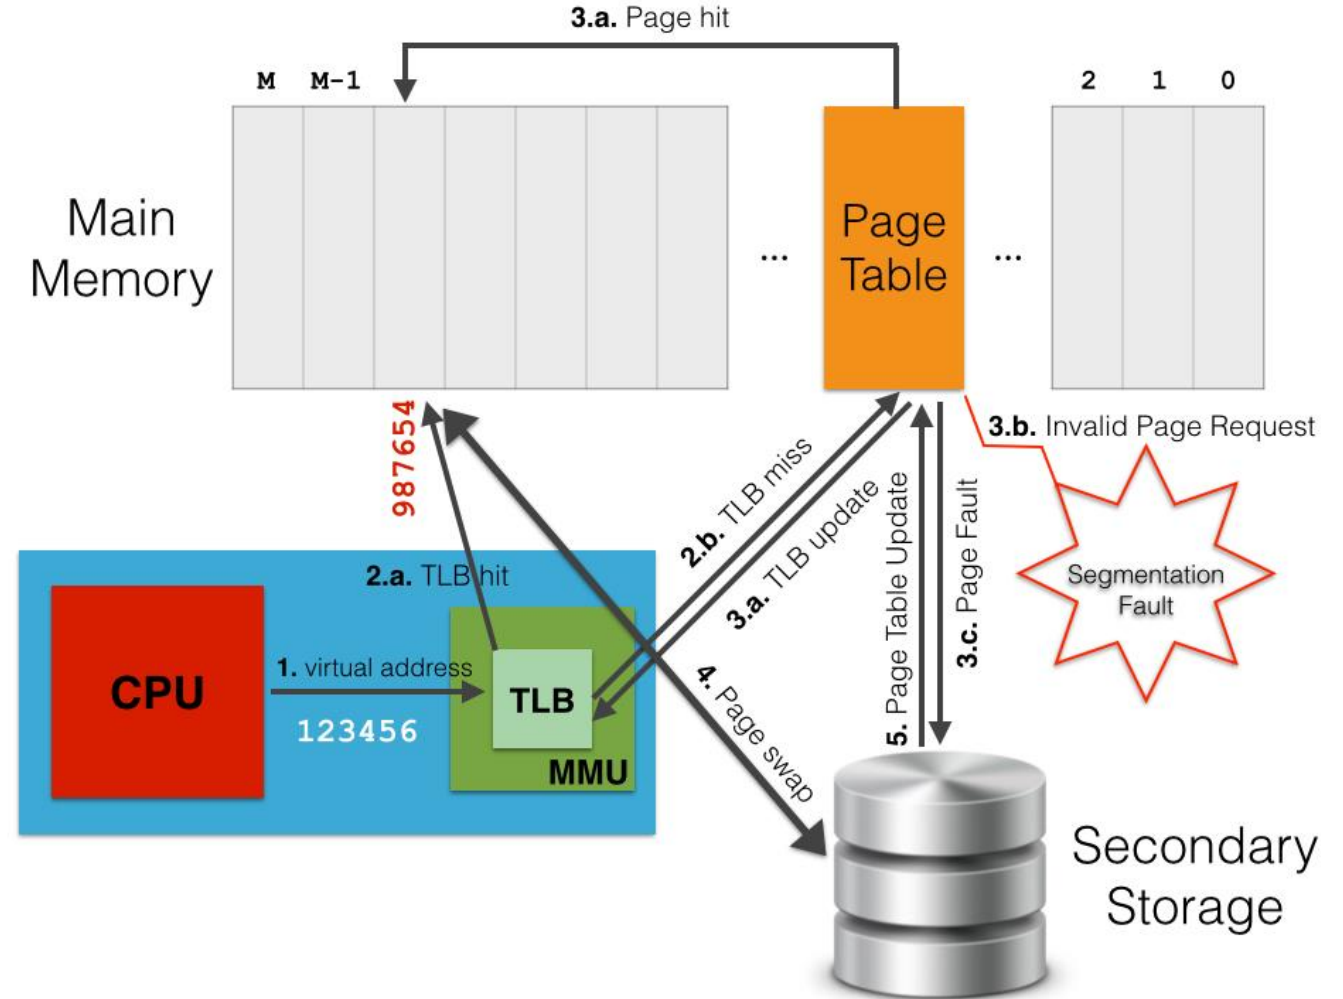 3.a. Page hit
M M-1
2 1 0
Main
Memory
...
Page
Table
...
987654
3.b. Invalid Page Request
2.b. TLB miss
3.a. TLB update
5. Page Table Update
3.c. Page Fault
Segmentation
Fault
2.a. TLB hit
CPU
1. virtual address
123456
TLB
MMU
4. Page swap
Secondary
Storage